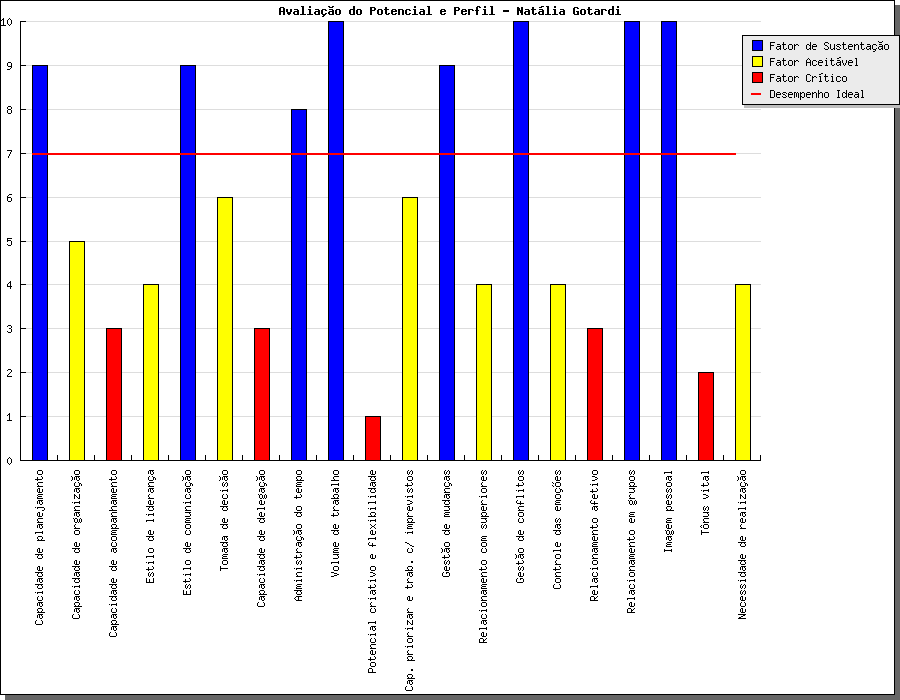 Avaliação do Potencial e Perfil - Natália Gotardi
Fator de Sustentação
Fator Aceitável
Fator Crítico
Desempenho Ideal
10
9
8
7
6
5
4
3
2
1
0
Capacidade de planejamento
Capacidade de organização
Capacidade de acompanhamento
Estilo de liderança
Estilo de comunicação
Tomada de decisão
Capacidade de delegação
Administração do tempo
Volume de trabalho
Potencial criativo e flexibilidade
Cap. priorizar e trab. c/ imprevistos
Gestão de mudanças
Relacionamento com superiores
Gestão de conflitos
Controle das emoções
Relacionamento afetivo
Relacionamento em grupos
Imagem pessoal
Tônus vital
Necessidade de realização